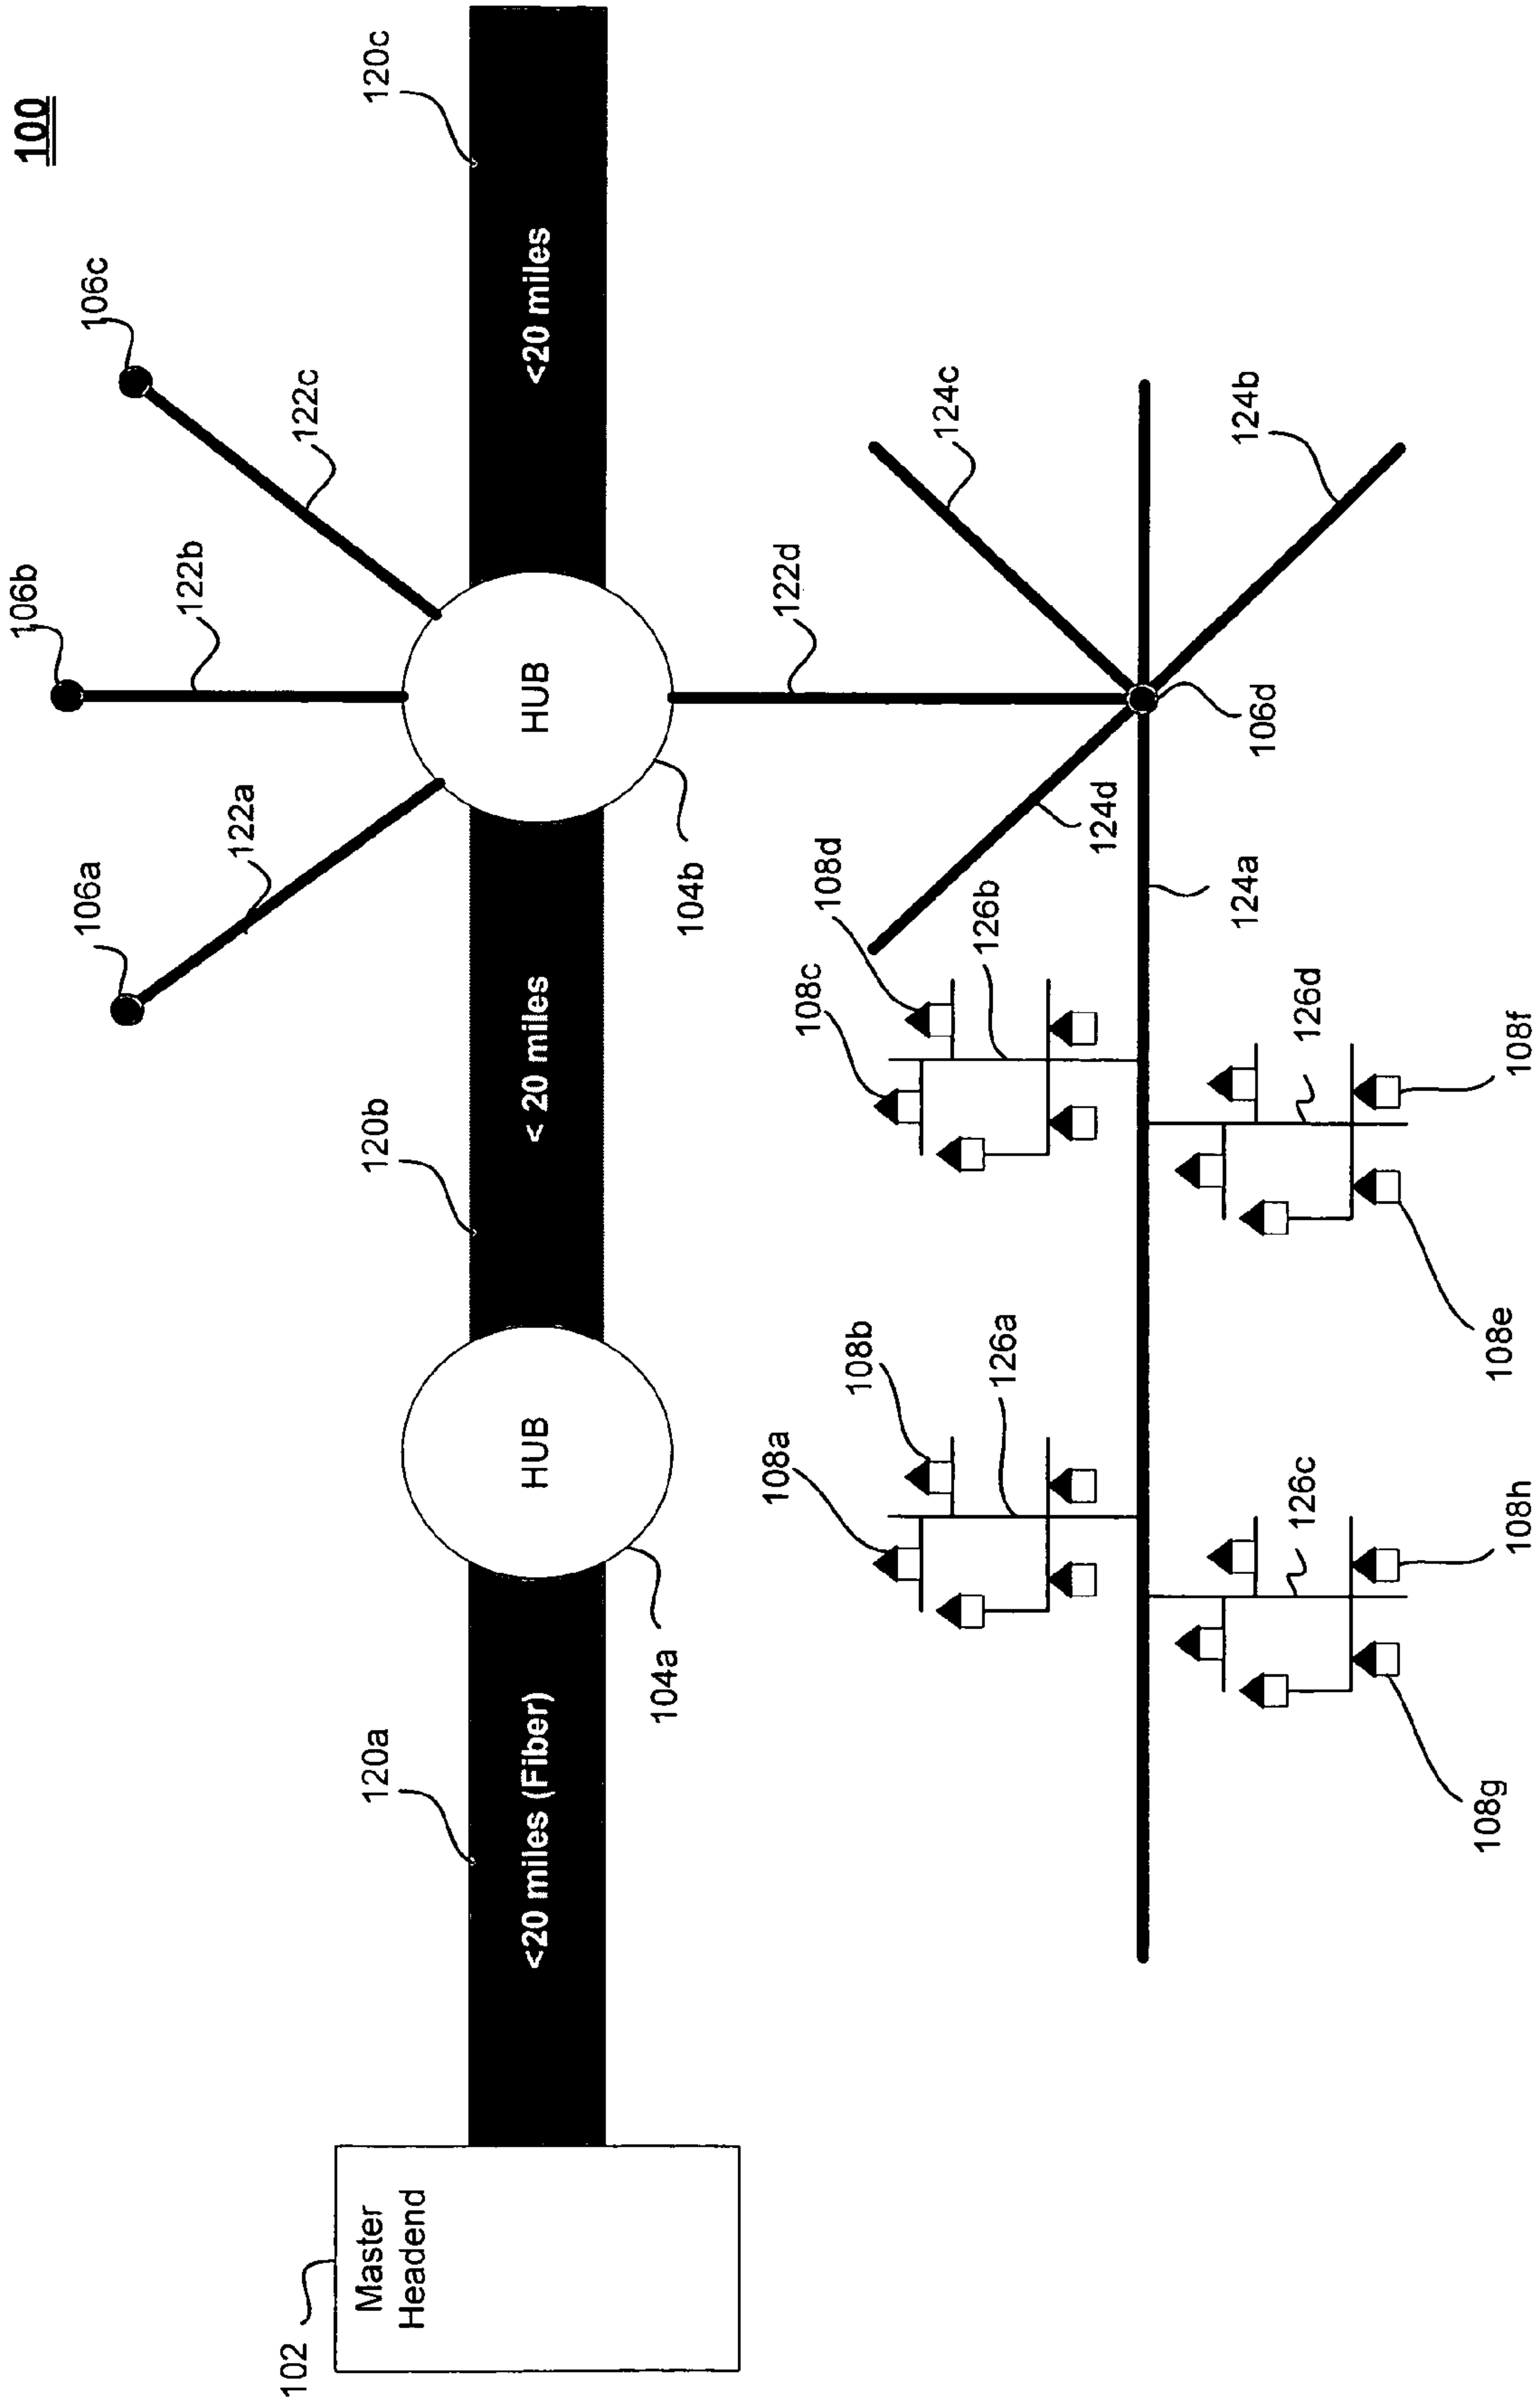 100
106b
106c
106a
122b
122c
122a
120a
120b
120c
102
Master
Headend
<20 miles (Fiber)
HUB
< 20 miles
HUB
<20 miles
104a
104b
122d
108a
108b
108c
108d
124c
126a
126b
124d
124a
106d
124b
126c
126d
108g
108h
108e
108f